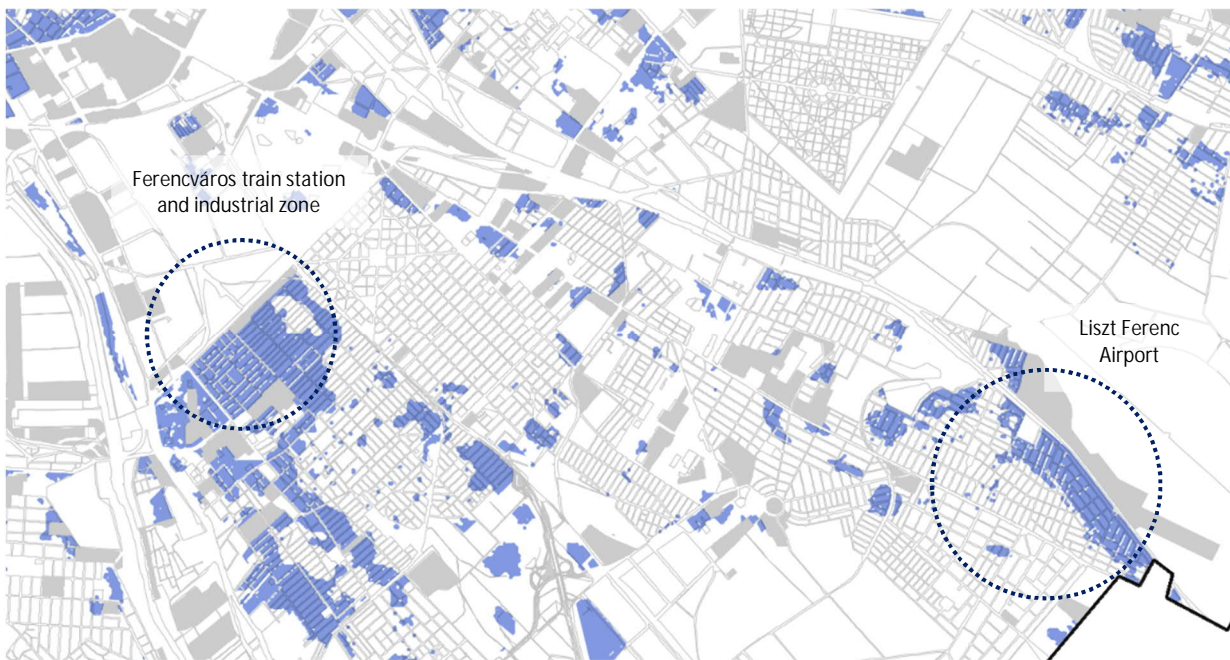 Ferencváros train station
and industrial zone
Liszt Ferenc
Airport